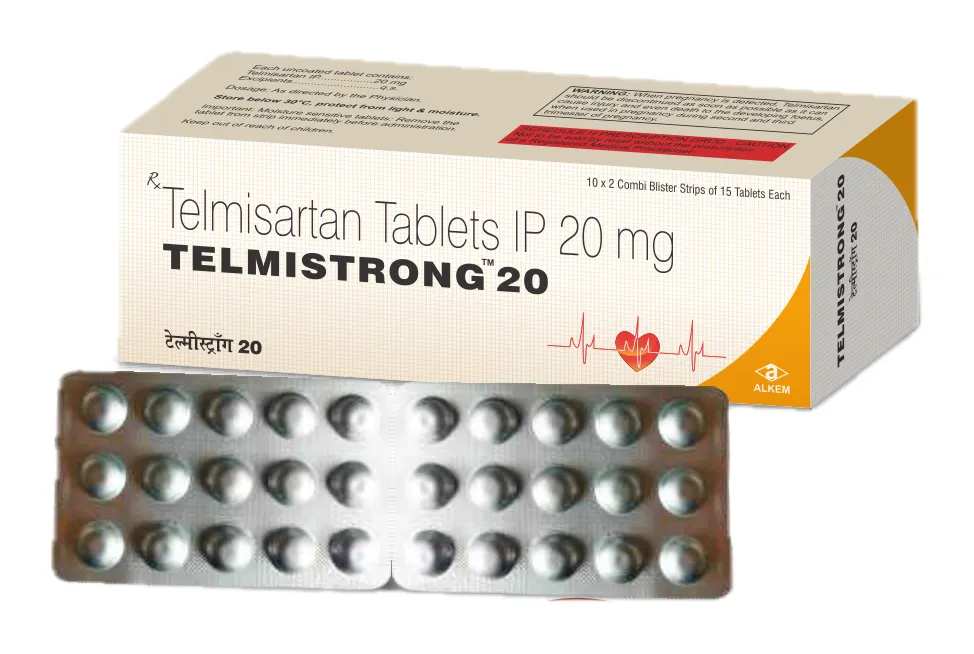 Each uncoated tablet contains:
Telmisartan IP....................20 mg
Excipients..........................q.s.
Dosage: As directed by the Physician.
Store below 30°C, protect from light & moisture.
Important: Moisture sensitive tablets: Remove the
tablet from strip immediately before administration.
Keep out of reach of children.
WARNING: When pregnancy is detected, Telmisartan
should be discontinued as soon as possible as it can
cause injury and even death to the developing foetus,
when used in pregnancy during second and third
trimester of pregnancy.
SCHEDULE H PRESCRIPTION DRUG - CAUTION
Not to be sold by retail without the prescription
of a Registered Medical Practitioner.
10 x 2 Combi Blister Strips of 15 Tablets Each
Rx
Telmisartan Tablets IP 20 mg
TELMISTRONG™ 20
टेल्मीस्ट्राँग 20
a
ALKEM
TELMISTRONG™ 20
टेल्मीस्ट्राँग 20